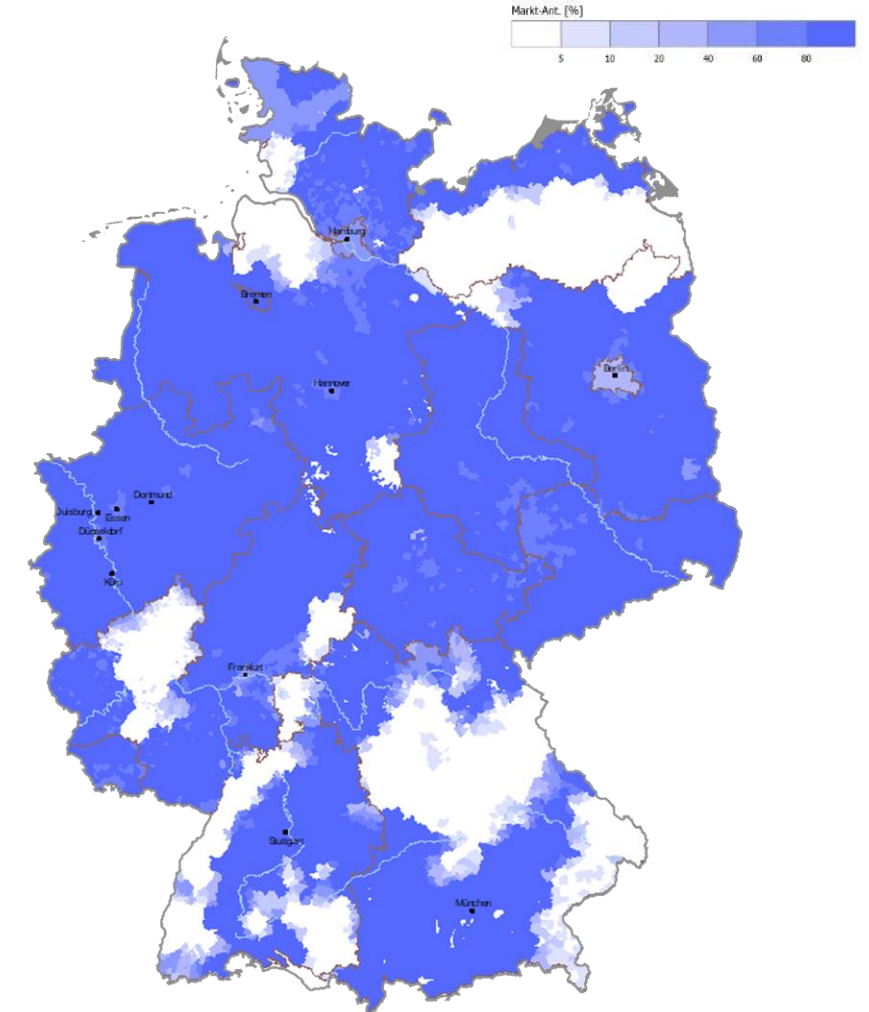 Markt-Ant. [%]
5 10 20 40 60 80
Hamburg
Bremen
Berlin
Hannover
Dortmund
Duisburg
Essen
Düsseldorf
Köln
Frankfurt
Stuttgart
München